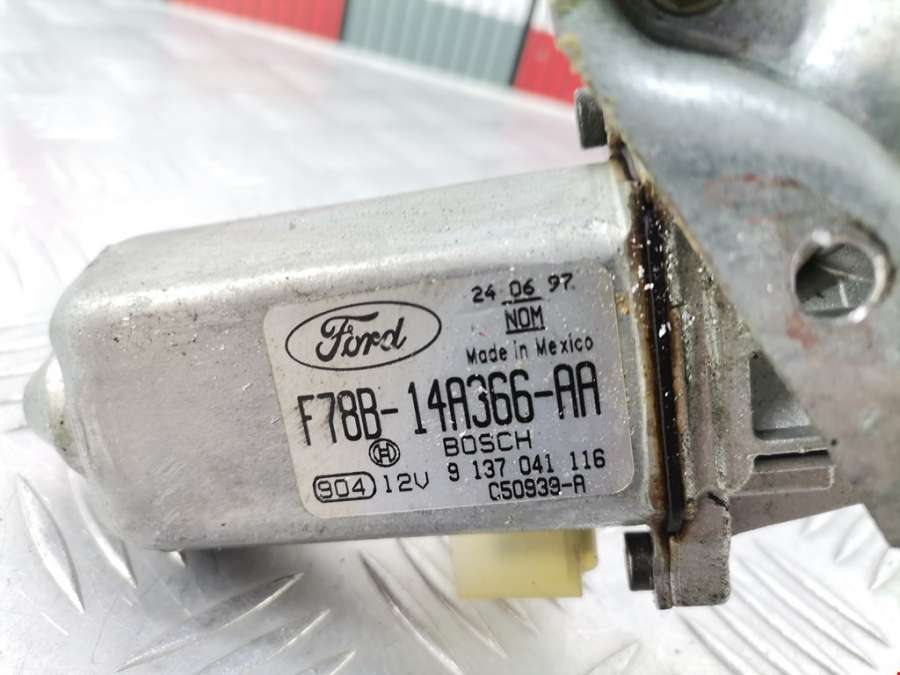 Ford
24 06 97
NOM
Made in Mexico
F78B-14A366-AA
BOSCH
H
9 137 041 116
904 12V
C50939-A